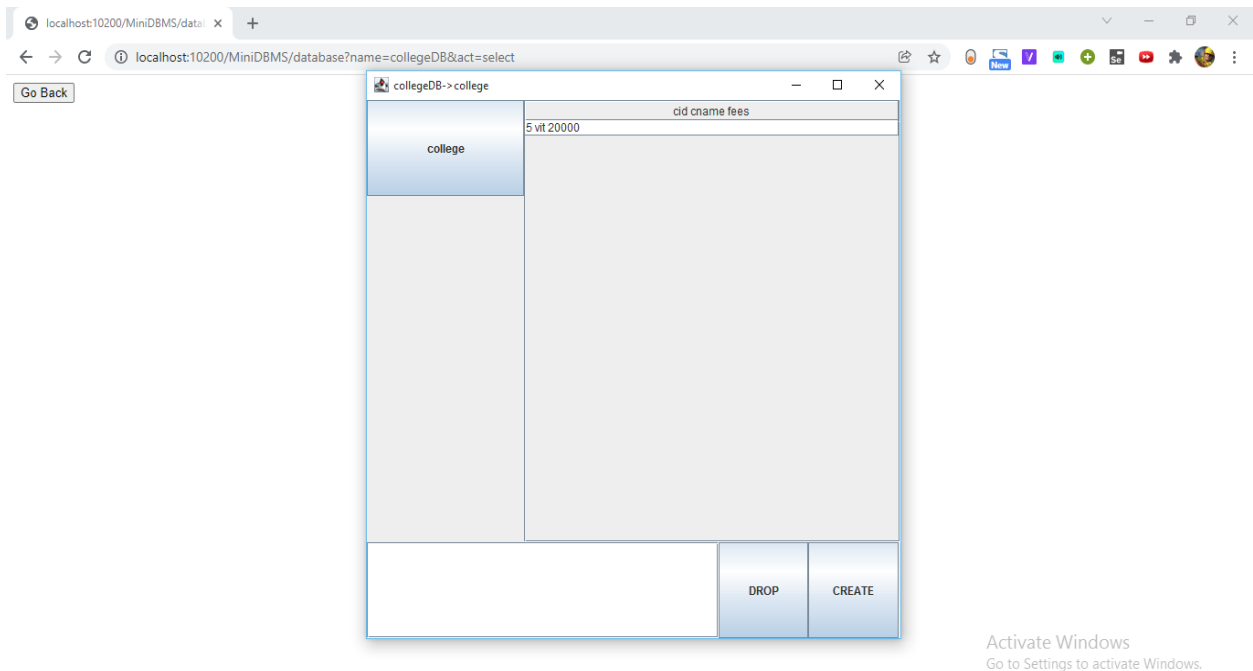 localhost:10200/MiniDBMS/data
localhost:10200/MiniDBMS/database?name=collegeDB&act=select
New
V
Se
Go Back
collegeDB->college
college
cid cname fees
5 vit 20000
DROP
CREATE
Activate Windows
Go to Settings to activate Windows.